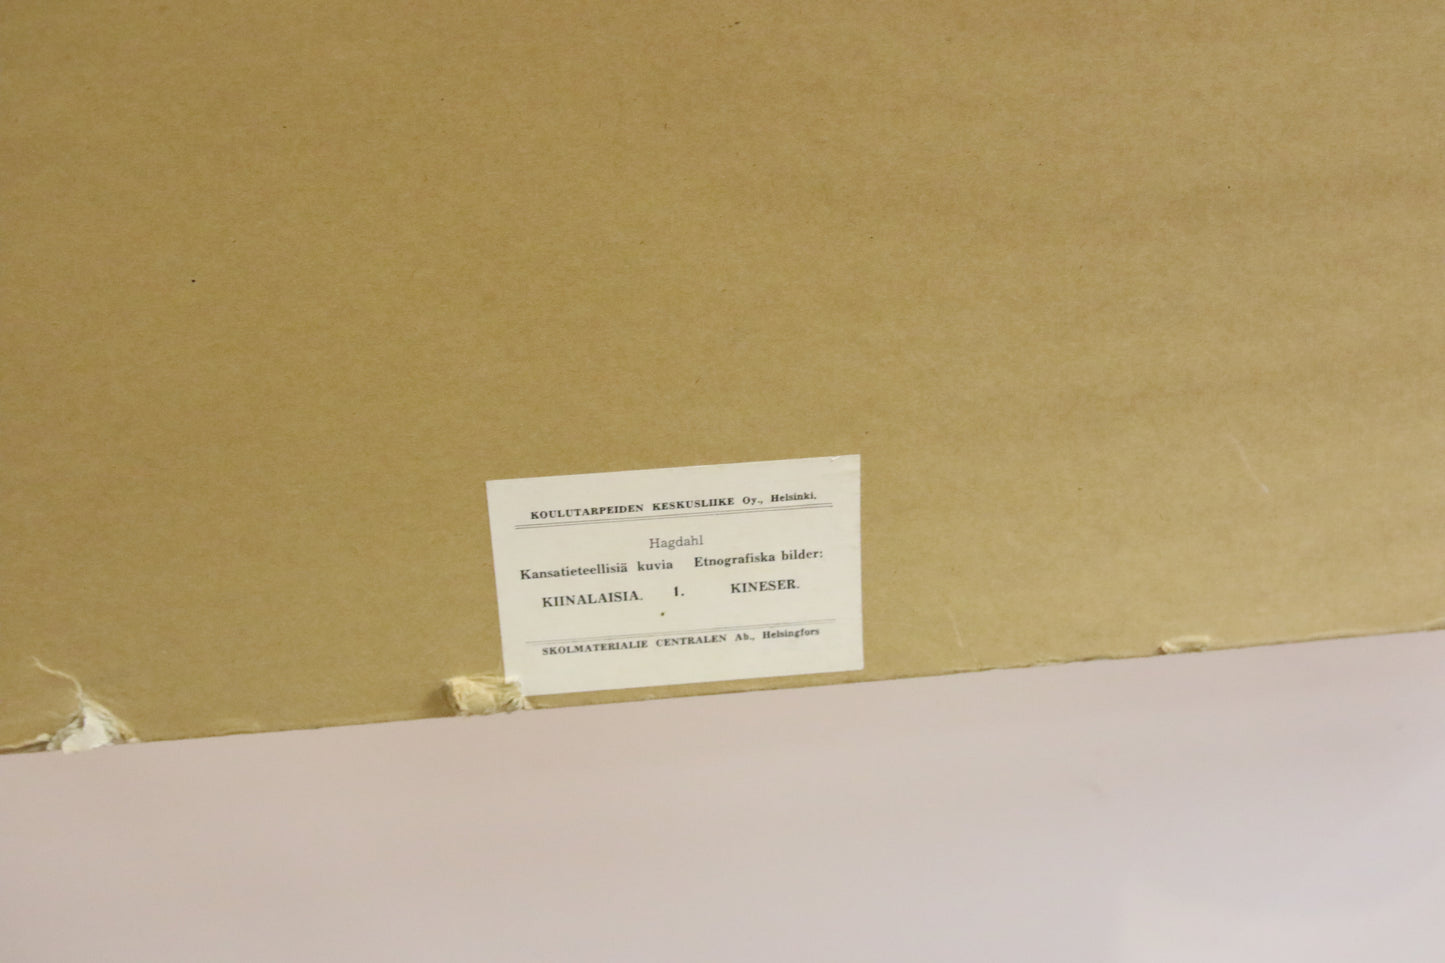 KOULUTARPEIDEN KESKUSLIIKE Oy., Helsinki.
Hagdahl
Kansatieteellisiä kuvia Etnografiska bilder:
KIINALAISIA. 1. KINESER.
SKOLMATERIALIE CENTRALEN Ab., Helsingfors